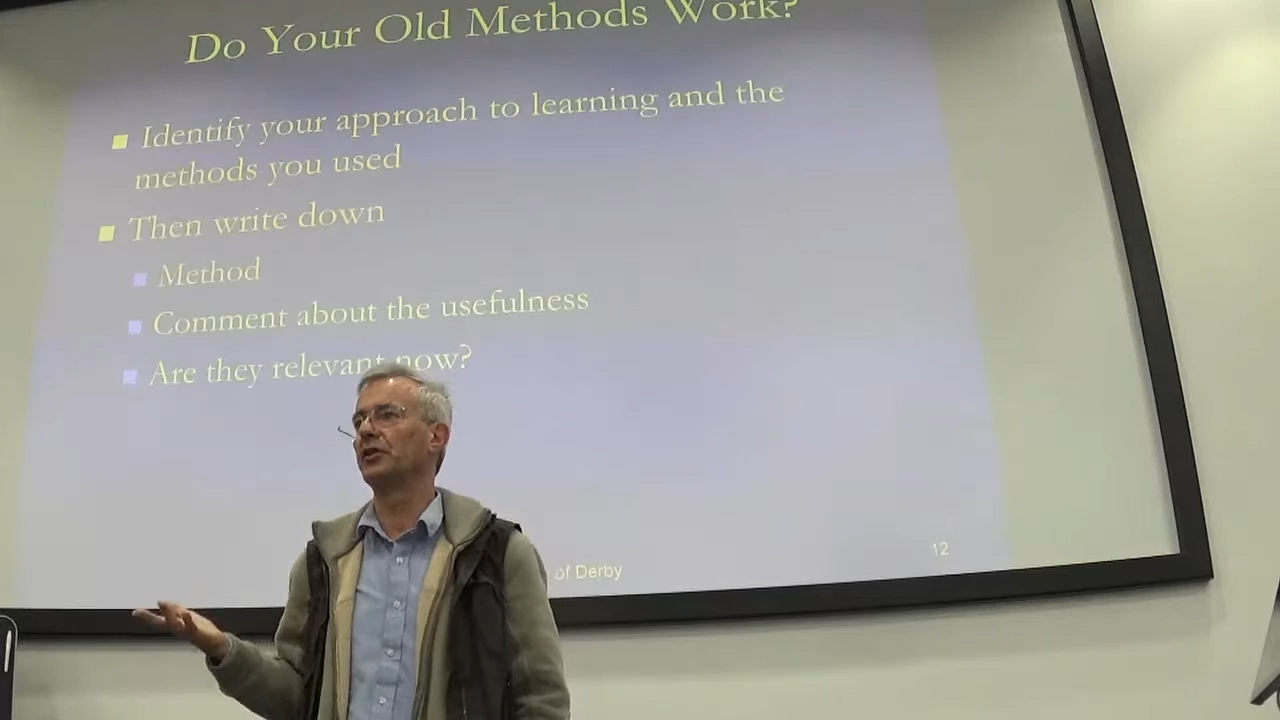 Do Your Old Methods Work?
Identify your approach to learning and the
methods you used
Then write down
Method
Comment about the usefulness
Are they relevant now?
of Derby
12